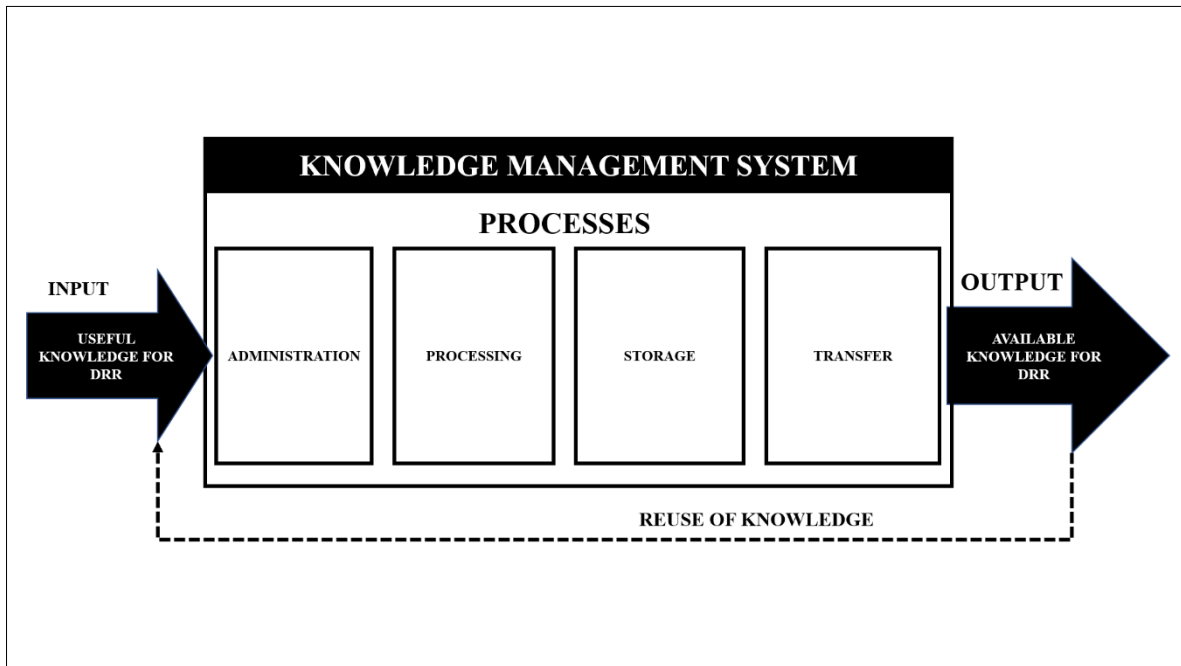 KNOWLEDGE MANAGEMENT SYSTEM
PROCESSES
INPUT
USEFUL
KNOWLEDGE FOR
DRR
ADMINISTRATION
PROCESSING
STORAGE
TRANSFER
OUTPUT
AVAILABLE
KNOWLEDGE FOR
DRR
REUSE OF KNOWLEDGE